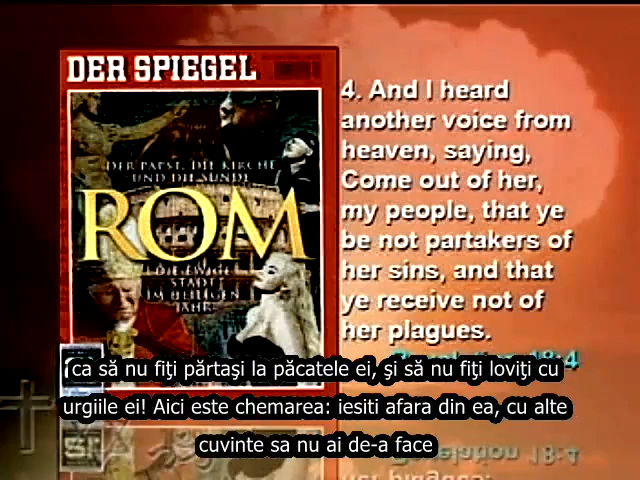 DER SPIEGEL
DER PAPST, DIE KIRCHE
UND DIE SÜNDE
ROM
DIE EWIGE
STADT
IM HEILIGEN
JAHR
4. And I heard
another voice from
heaven, saying,
Come out of her,
my people, that ye
be not partakers of
her sins, and that
ye receive not of
her plagues.
18:4
ca să nu fiţi părtaşi la păcatele ei, şi să nu fiţi loviţi cu
urgiile ei! Aici este chemarea: iesiti afara din ea, cu alte
cuvinte sa nu ai de-a face